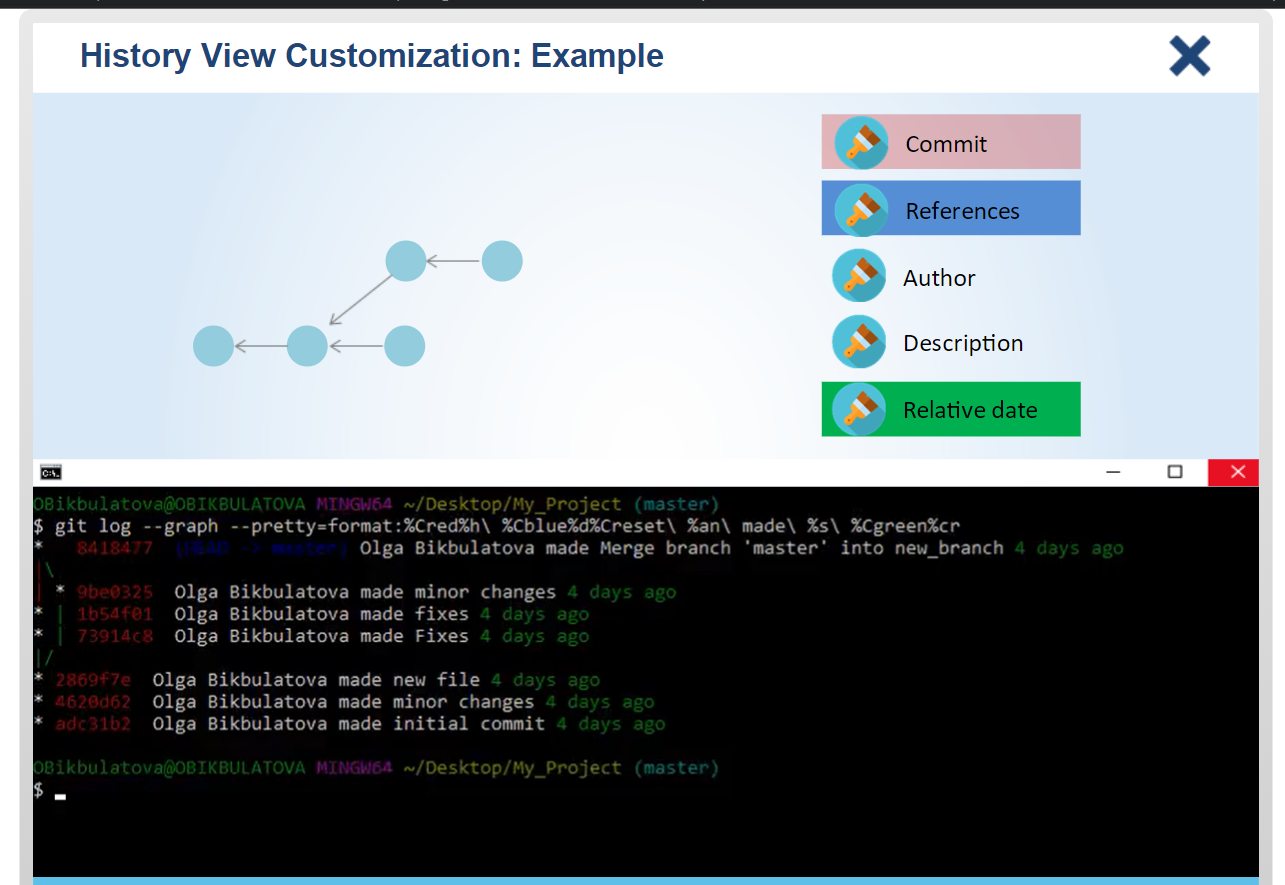 History View Customization: Example
Commit
References
Author
Description
Relative date
OBikbulatova@OBIKBULATOVA MINGW64 ~/Desktop/My_Project (master)
$ git log --graph --pretty=format:%Cred%h\ %Cblue%d%Creset\ %an\ made\ %s\ %Cgreen%cr
* 8418477 (HEAD -> master) Olga Bikbulatova made Merge branch 'master' into new_branch 4 days ago
|\
| * 9be0325 Olga Bikbulatova made minor changes 4 days ago
* | 1b54f01 Olga Bikbulatova made fixes 4 days ago
* | 73914c8 Olga Bikbulatova made Fixes 4 days ago
|/
* 2869f7e Olga Bikbulatova made new file 4 days ago
* 4620d62 Olga Bikbulatova made minor changes 4 days ago
* adc31b2 Olga Bikbulatova made initial commit 4 days ago
OBikbulatova@OBIKBULATOVA MINGW64 ~/Desktop/My_Project (master)
$